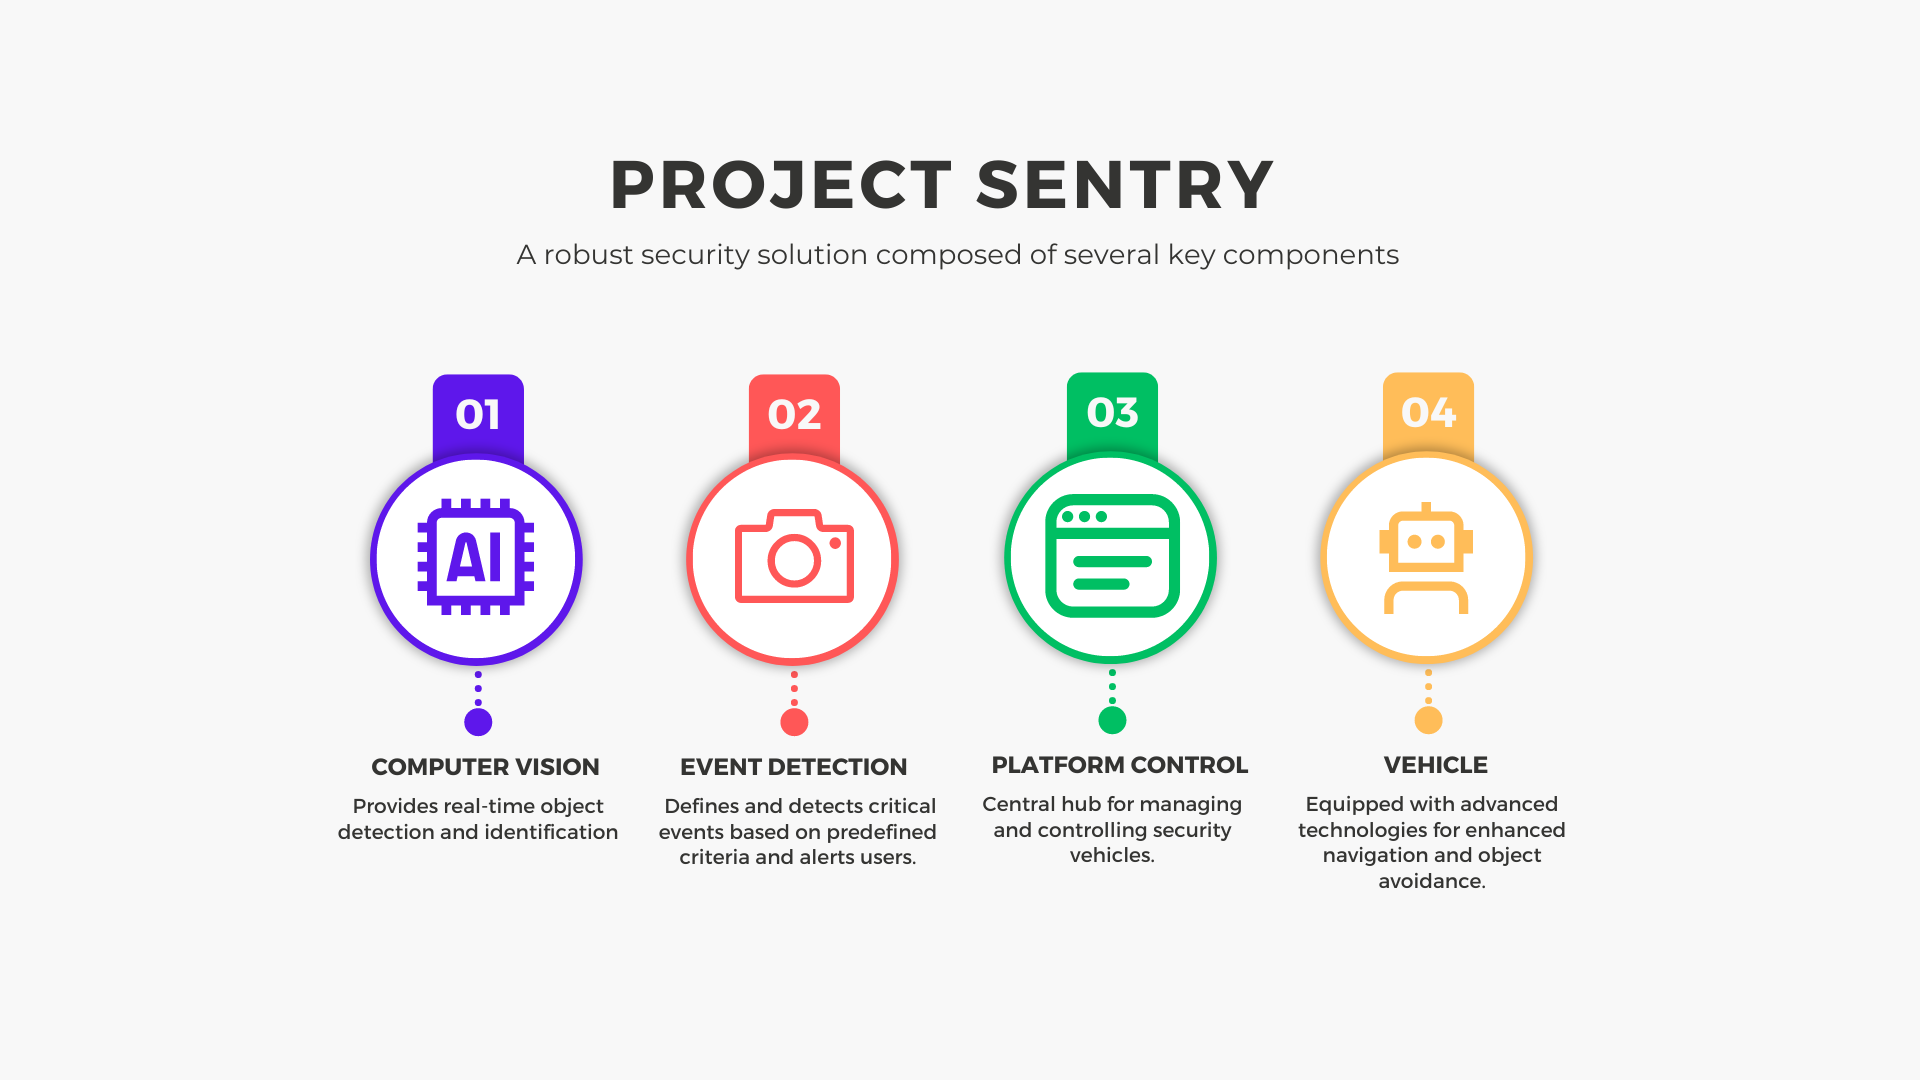 PROJECT SENTRY
A robust security solution composed of several key components
01
AI
COMPUTER VISION
Provides real-time object
detection and identification
02
EVENT DETECTION
Defines and detects critical
events based on predefined
criteria and alerts users.
03
PLATFORM CONTROL
Central hub for managing
and controlling security
vehicles.
04
VEHICLE
Equipped with advanced
technologies for enhanced
navigation and object
avoidance.